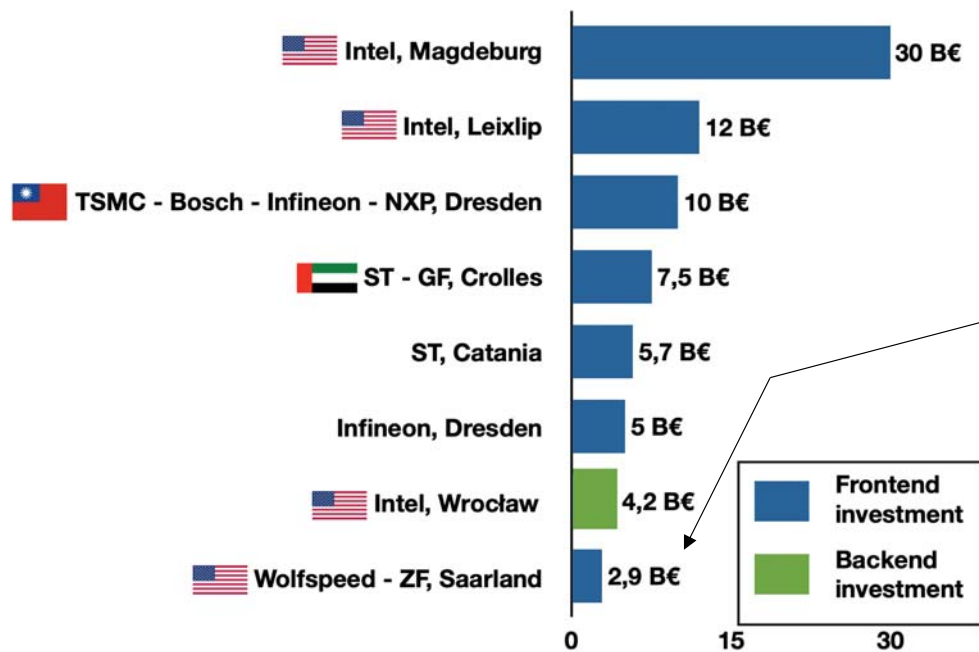 Intel, Magdeburg 30 B€
Intel, Leixlip 12 B€
TSMC - Bosch - Infineon - NXP, Dresden 10 B€
ST - GF, Crolles 7,5 B€
ST, Catania 5,7 B€
Infineon, Dresden 5 B€
Intel, Wrocław 4,2 B€
Wolfspeed - ZF, Saarland 2,9 B€
Frontend
investment
Backend
investment
0 15 30